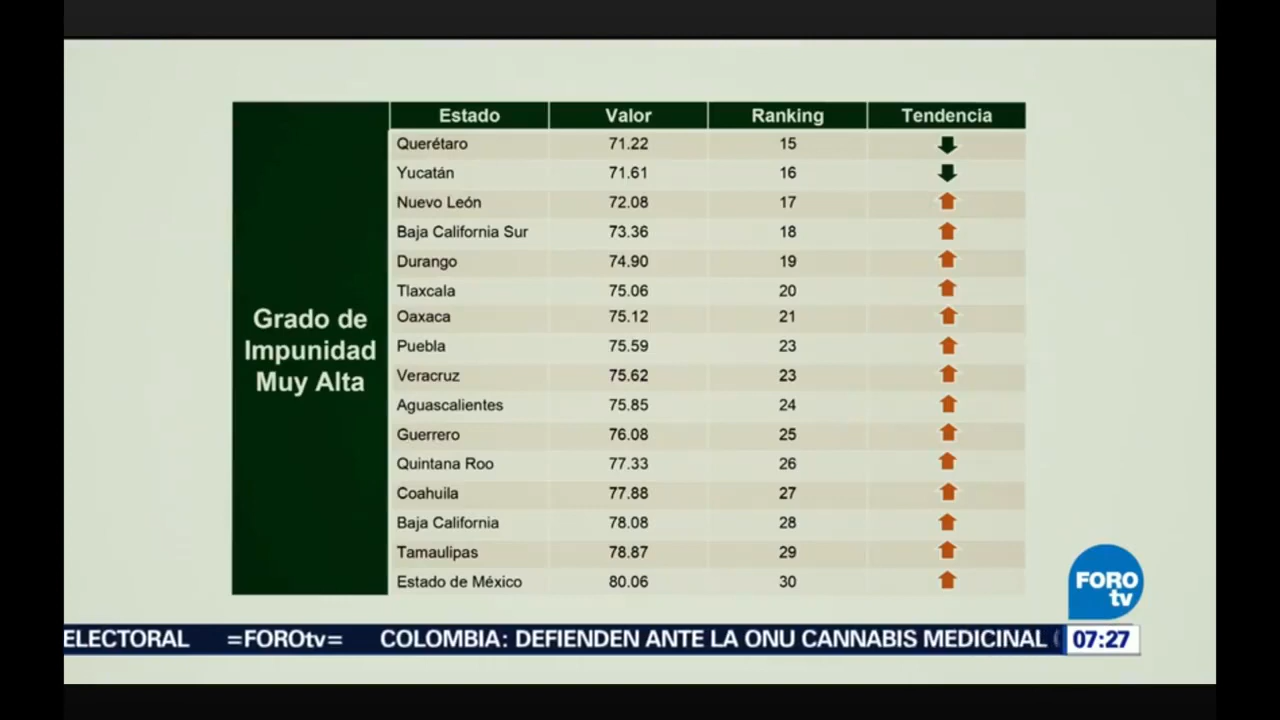 Estado Valor Ranking Tendencia
Querétaro 71.22 15
Yucatán 71.61 16
Nuevo León 72.08 17
Baja California Sur 73.36 18
Durango 74.90 19
Tlaxcala 75.06 20
Oaxaca 75.12 21
Puebla 75.59 23
Veracruz 75.62 23
Aguascalientes 75.85 24
Guerrero 76.08 25
Quintana Roo 77.33 26
Coahuila 77.88 27
Baja California 78.08 28
Tamaulipas 78.87 29
Estado de México 80.06 30
Grado de
Impunidad
Muy Alta
FORO
tv
ELECTORAL =FOROtv= COLOMBIA: DEFIENDEN ANTE LA ONU CANNABIS MEDICINAL
07:27